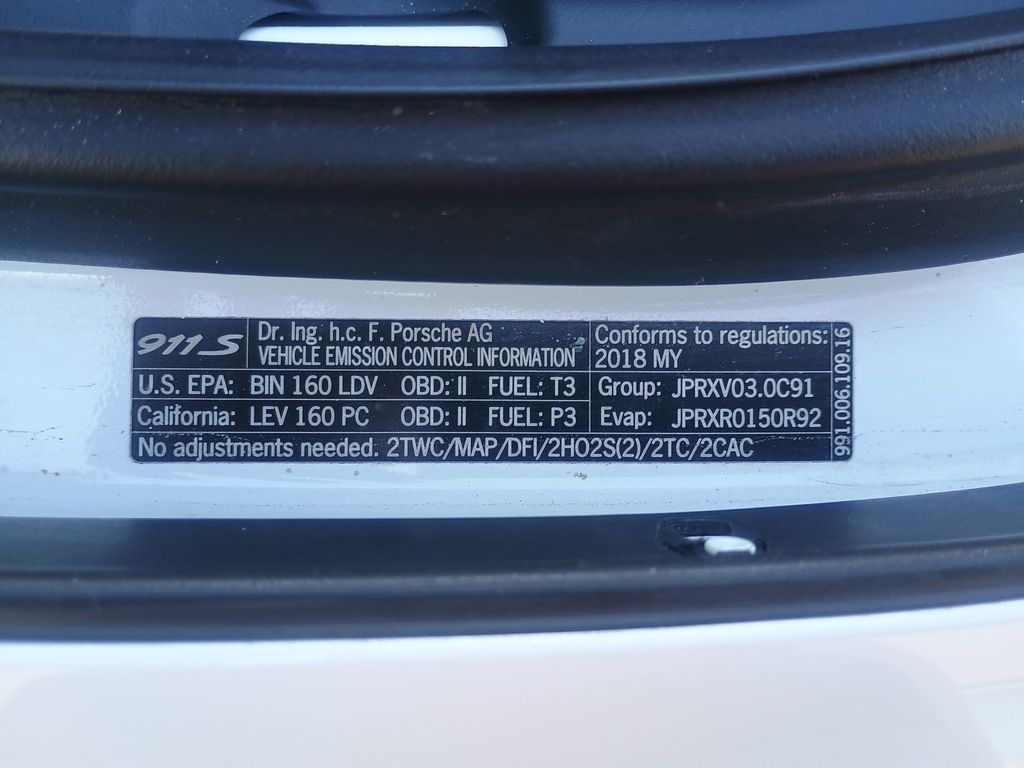 911 S
Dr. Ing. h.c. F. Porsche AG
VEHICLE EMISSION CONTROL INFORMATION
Conforms to regulations:
2018 MY
U.S. EPA: BIN 160 LDV OBD: II FUEL: T3
Group: JPRXV03.0C91
California: LEV 160 PC OBD: II FUEL: P3
Evap: JPRXR0150R92
No adjustments needed. 2TWC/MAP/DFI/2HO2S(2)/2TC/2CAC
991.006.109.16